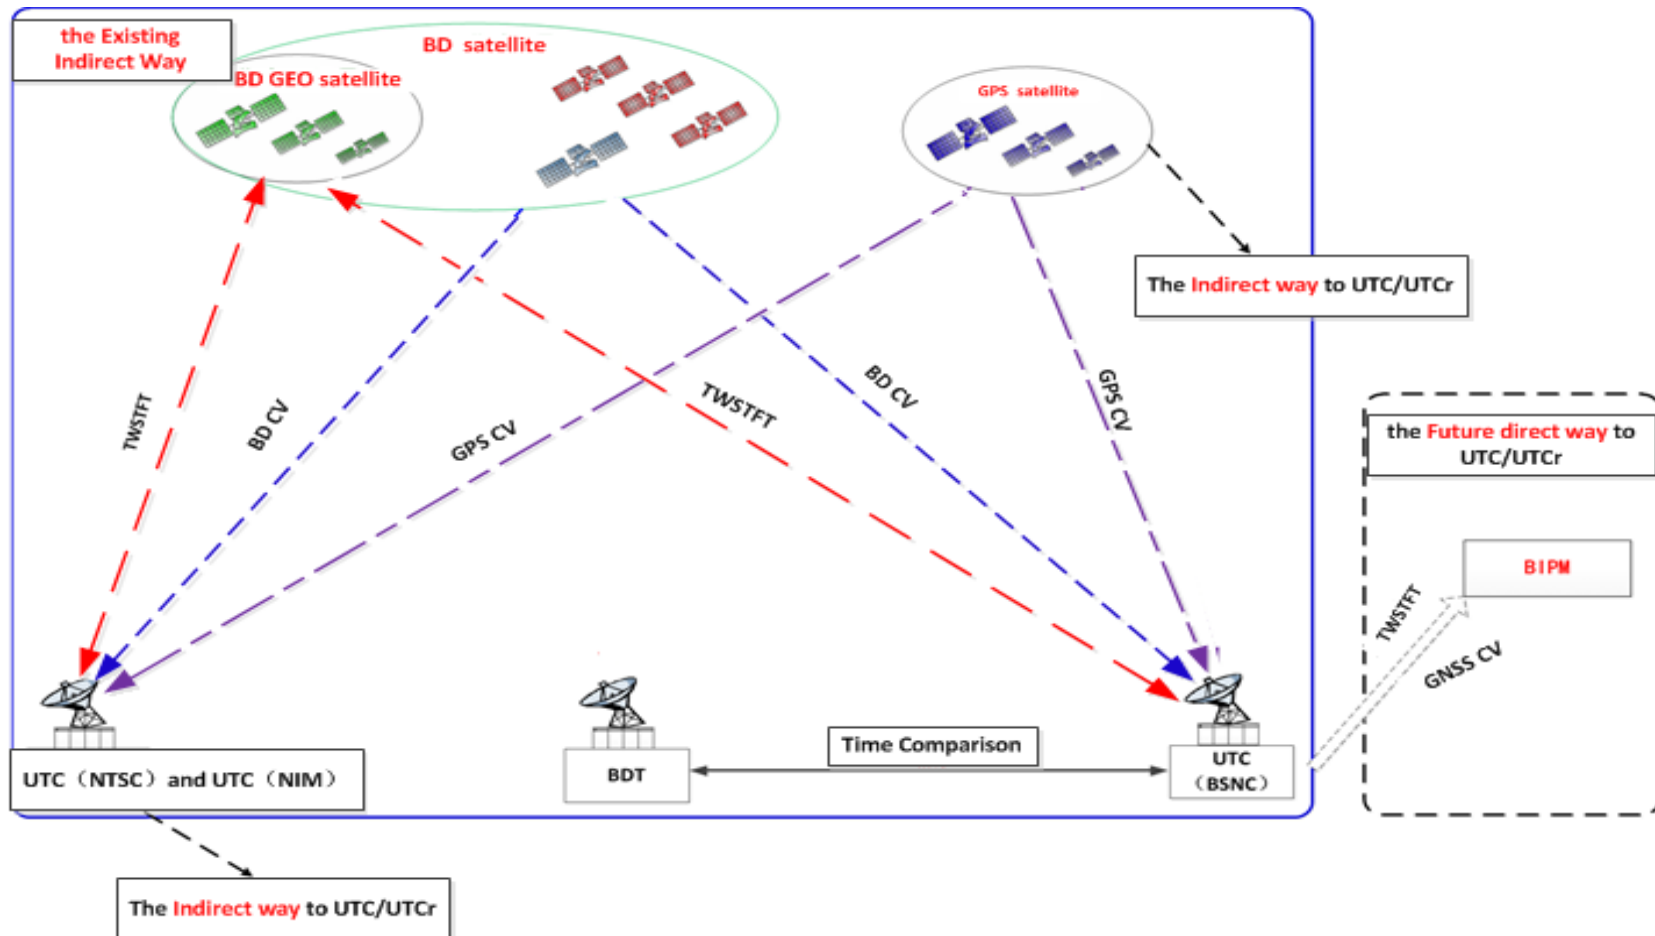 the Existing
Indirect Way
BD satellite
BD GEO satellite
GPS satellite
The Indirect way to UTC/UTCr
TWSTFT
BD CV
GPS CV
TWSTFT
BD CV
GPS CV
the Future direct way to
UTC/UTCr
BIPM
TWSTFT
GNSS CV
UTC（NTSC）and UTC（NIM）
BDT
Time Comparison
UTC
（BSNC）
The Indirect way to UTC/UTCr